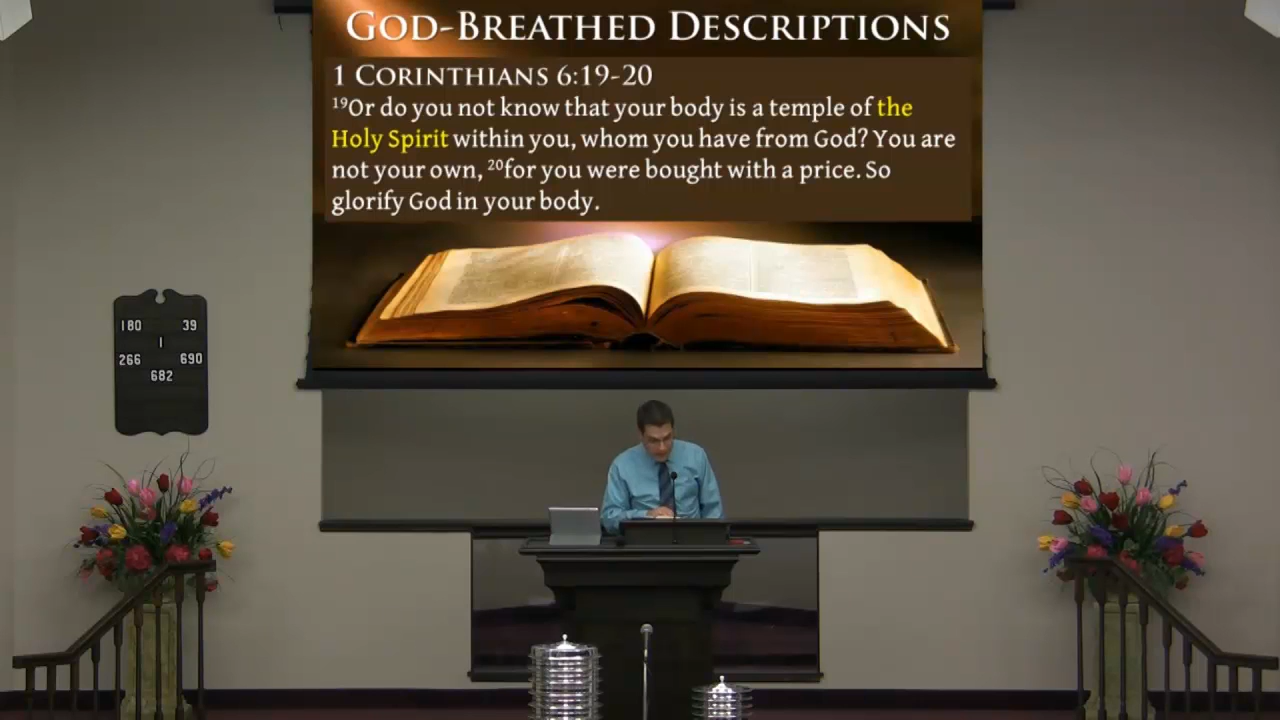 GOD-BREATHED DESCRIPTIONS
1 CORINTHIANS 6:19-20
¹⁹Or do you not know that your body is a temple of the
Holy Spirit within you, whom you have from God? You are
not your own, ²⁰for you were bought with a price. So
glorify God in your body.
180 39
1
266 690
682